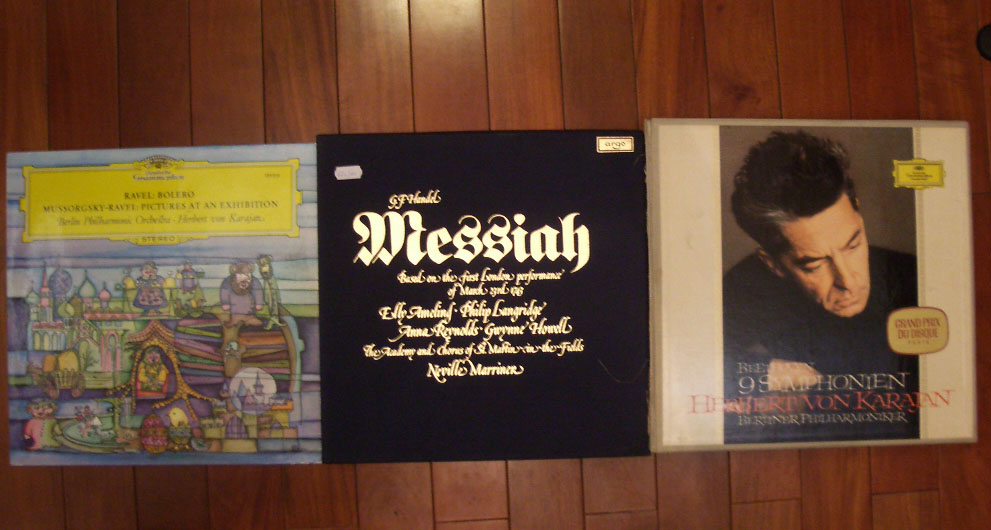 Deutsche
Grammophon
RAVEL: BOLERO
MUSSORGSKY-RAVEL: PICTURES AT AN EXHIBITION
Berlin Philharmonic Orchestra · Herbert von Karajan
STEREO
argo
G.F. Handel
Messiah
Based on the first London performance
of March 23rd 1743
Elly Ameling · Philip Langridge
Anna Reynolds · Gwynne Howell
The Academy and Chorus of St. Martin-in-the-Fields
Neville Marriner
GRAND PRIX
DU DISQUE
PARIS
BEETHOVEN
9 SYMPHONIEN
HERBERT VON KARAJAN
BERLINER PHILHARMONIKER